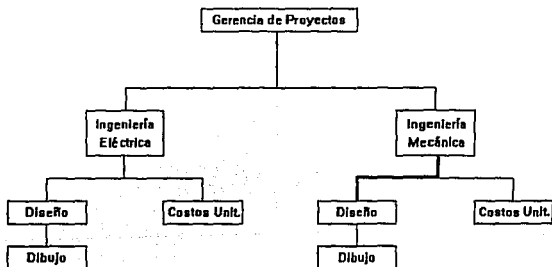 Gerencia de Proyectos
Ingeniería
Eléctrica
Ingeniería
Mecánica
Diseño
Costos Unit.
Diseño
Costos Unit.
Dibujo
Dibujo